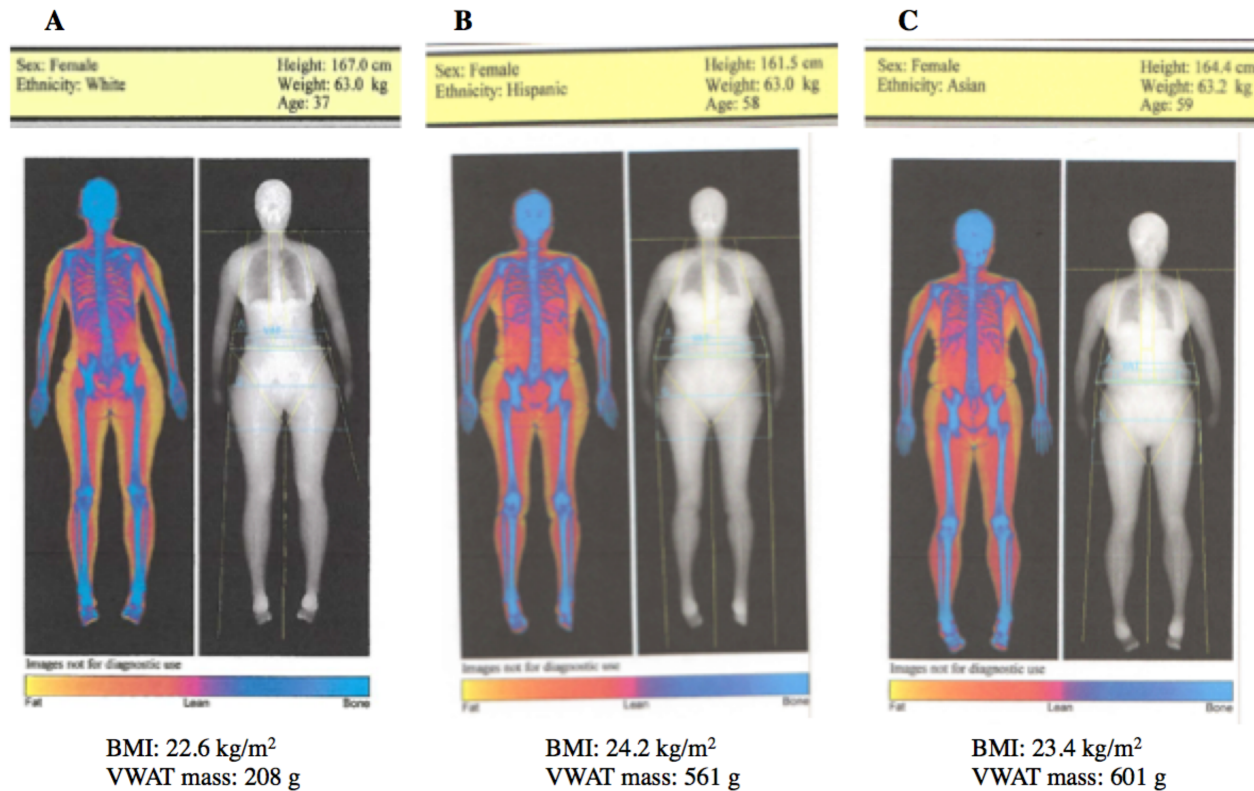 A
Sex: Female
Ethnicity: White
Height: 167.0 cm
Weight: 63.0 kg
Age: 37
VAT
Images not for diagnostic use
Fat Lean Bone
BMI: 22.6 kg/m²
VWAT mass: 208 g
B
Sex: Female
Ethnicity: Hispanic
Height: 161.5 cm
Weight: 63.0 kg
Age: 58
VAT
Images not for diagnostic use
Fat Lean Bone
BMI: 24.2 kg/m²
VWAT mass: 561 g
C
Sex: Female
Ethnicity: Asian
Height: 164.4 cm
Weight: 63.2 kg
Age: 59
VAT
Images not for diagnostic use
Fat Lean Bone
BMI: 23.4 kg/m²
VWAT mass: 601 g